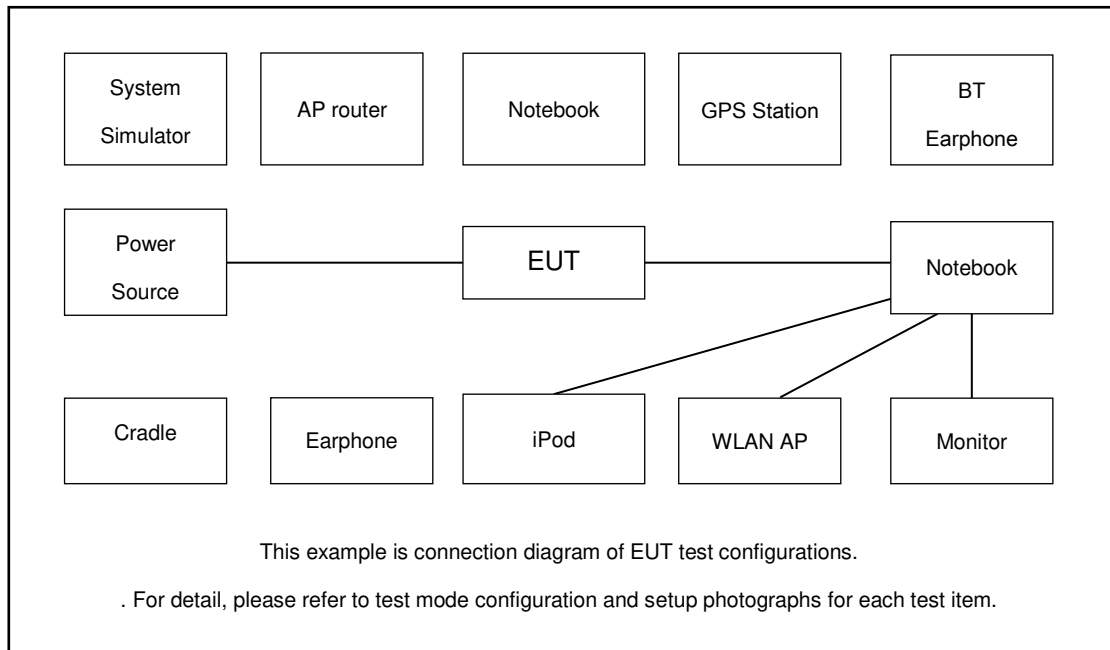 System
Simulator
AP router
Notebook
GPS Station
BT
Earphone
Power
Source
EUT
Notebook
Cradle
Earphone
iPod
WLAN AP
Monitor
This example is connection diagram of EUT test configurations.
. For detail, please refer to test mode configuration and setup photographs for each test item.